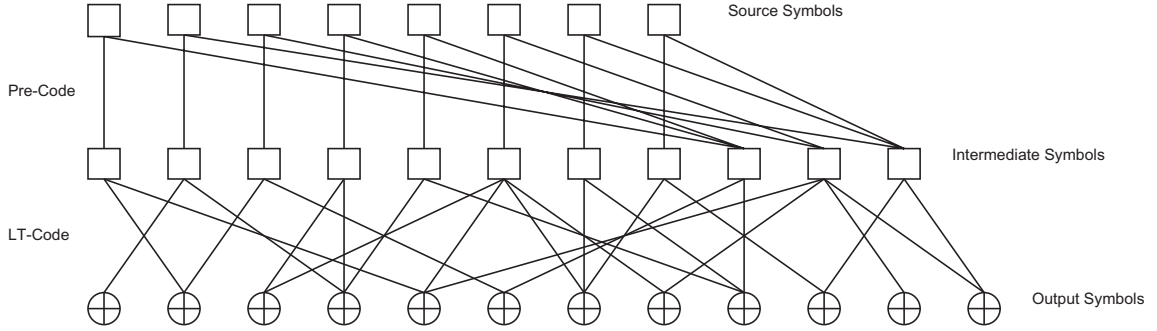 Source Symbols
Pre-Code
Intermediate Symbols
LT-Code
Output Symbols